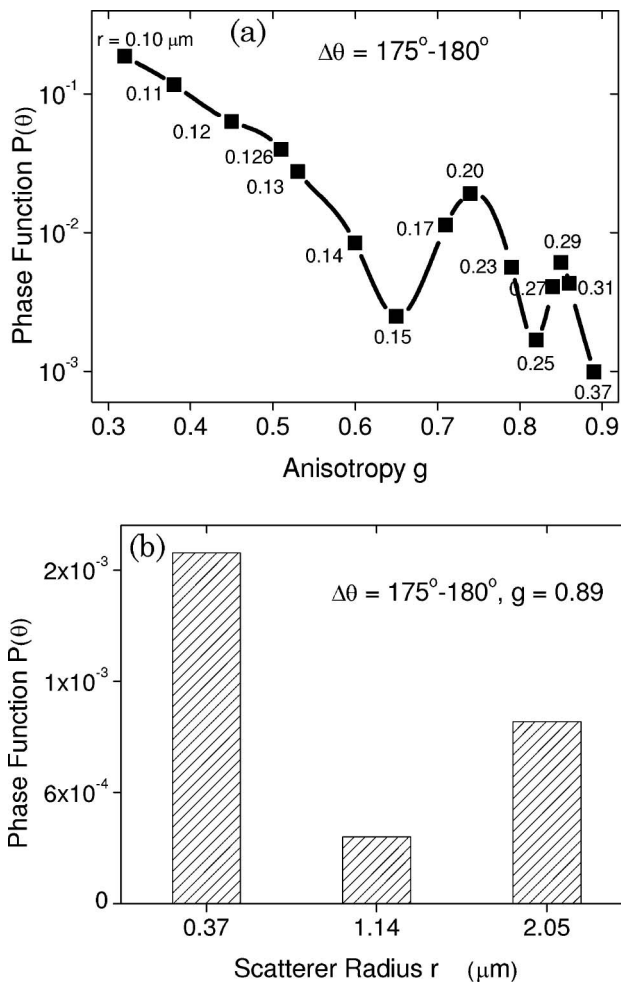 (a)
r = 0.10 μm
Δθ = 175°-180°
10⁻¹
10⁻²
10⁻³
Phase Function P(θ)
0.11
0.12
0.126
0.13
0.14
0.15
0.17
0.20
0.23
0.25
0.27
0.29
0.31
0.37
0.3 0.4 0.5 0.6 0.7 0.8 0.9
Anisotropy g
(b)
Δθ = 175°-180°, g = 0.89
2x10⁻³
1x10⁻³
6x10⁻⁴
0
Phase Function P(θ)
0.37 1.14 2.05
Scatterer Radius r (μm)